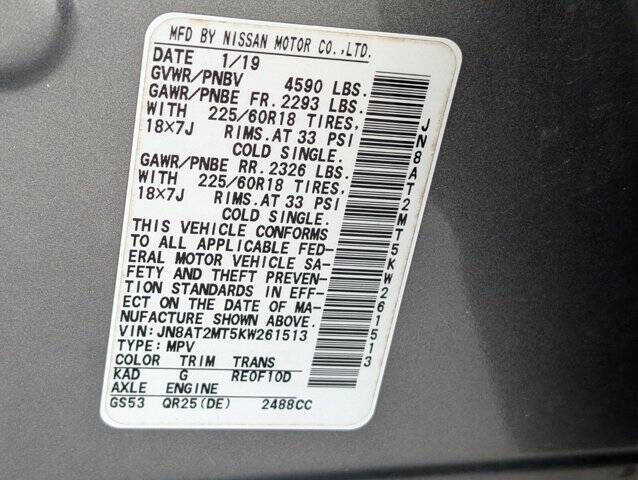 MFD BY NISSAN MOTOR CO.,LTD.
DATE 1/19
GVWR/PNBV 4590 LBS.
GAWR/PNBE FR. 2293 LBS.
WITH 225/60R18 TIRES,
18X7J RIMS.AT 33 PSI
COLD SINGLE.
GAWR/PNBE RR. 2326 LBS.
WITH 225/60R18 TIRES,
18X7J RIMS.AT 33 PSI
COLD SINGLE.
THIS VEHICLE CONFORMS
TO ALL APPLICABLE FED-
ERAL MOTOR VEHICLE SA-
FETY AND THEFT PREVEN-
TION STANDARDS IN EFF-
ECT ON THE DATE OF MA-
NUFACTURE SHOWN ABOVE.
VIN:JN8AT2MT5KW261513
TYPE:MPV
COLOR TRIM TRANS
KAD G RE0F10D
AXLE ENGINE
GS53 QR25(DE) 2488CC
JN8AT2MT5KW261513